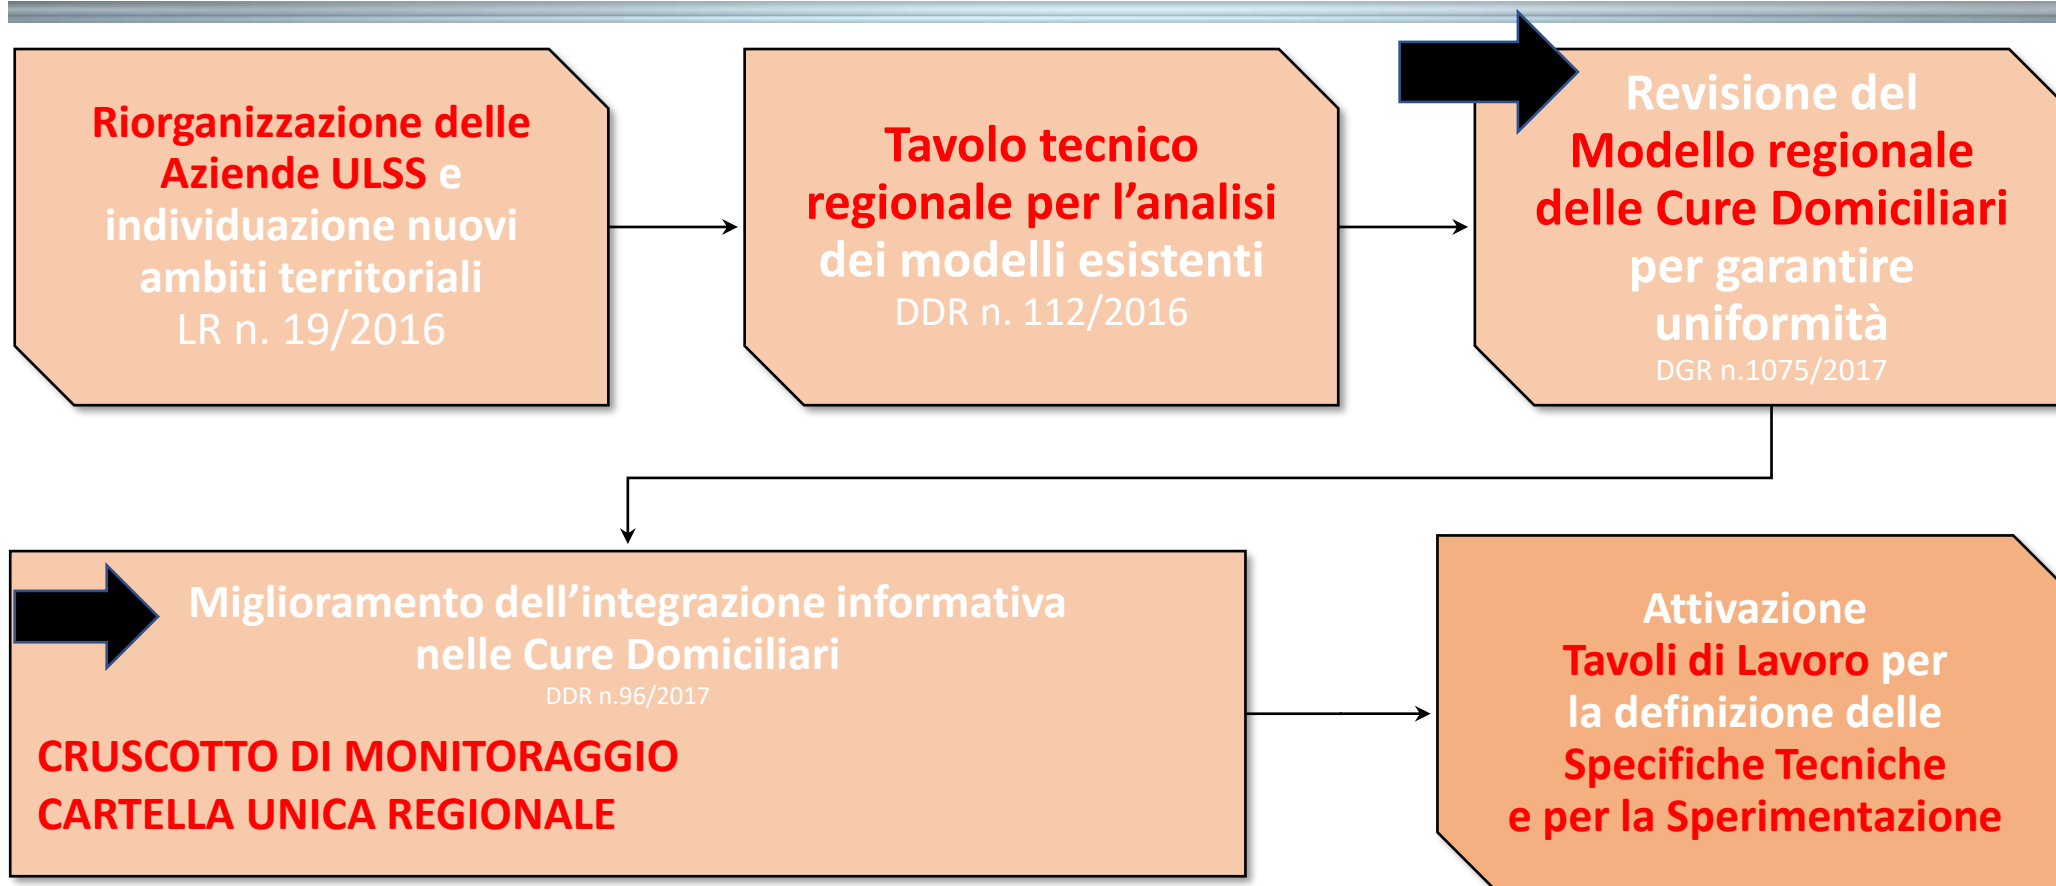 Riorganizzazione delle
Aziende ULSS e
individuazione nuovi
ambiti territoriali
LR n. 19/2016
Tavolo tecnico
regionale per l’analisi
dei modelli esistenti
DDR n. 112/2016
Revisione del
Modello regionale
delle Cure Domiciliari
per garantire
uniformità
DGR n.1075/2017
Miglioramento dell’integrazione informativa
nelle Cure Domiciliari
DDR n.96/2017
CRUSCOTTO DI MONITORAGGIO
CARTELLA UNICA REGIONALE
Attivazione
Tavoli di Lavoro per
la definizione delle
Specifiche Tecniche
e per la Sperimentazione